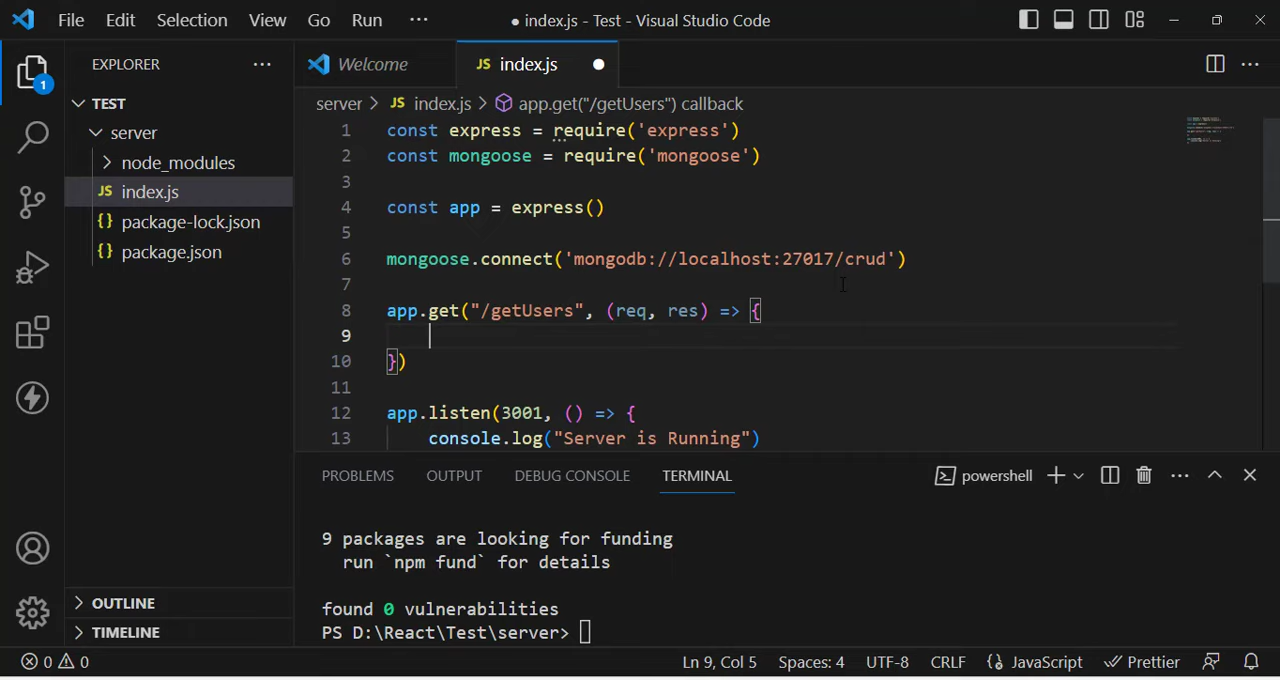 File Edit Selection View Go Run ··· ● index.js - Test - Visual Studio Code
EXPLORER ···
Welcome JS index.js
server > JS index.js > app.get("/getUsers") callback
TEST
server
node_modules
JS index.js
{} package-lock.json
{} package.json
1 const express = require('express')
2 const mongoose = require('mongoose')
3
4 const app = express()
5
6 mongoose.connect('mongodb://localhost:27017/crud')
7
8 app.get("/getUsers", (req, res) => {
9
10 })
11
12 app.listen(3001, () => {
13 console.log("Server is Running")
PROBLEMS OUTPUT DEBUG CONSOLE TERMINAL powershell
9 packages are looking for funding
run `npm fund` for details
found 0 vulnerabilities
PS D:\React\Test\server>
OUTLINE
TIMELINE
1
0 0 Ln 9, Col 5 Spaces: 4 UTF-8 CRLF {} JavaScript Prettier